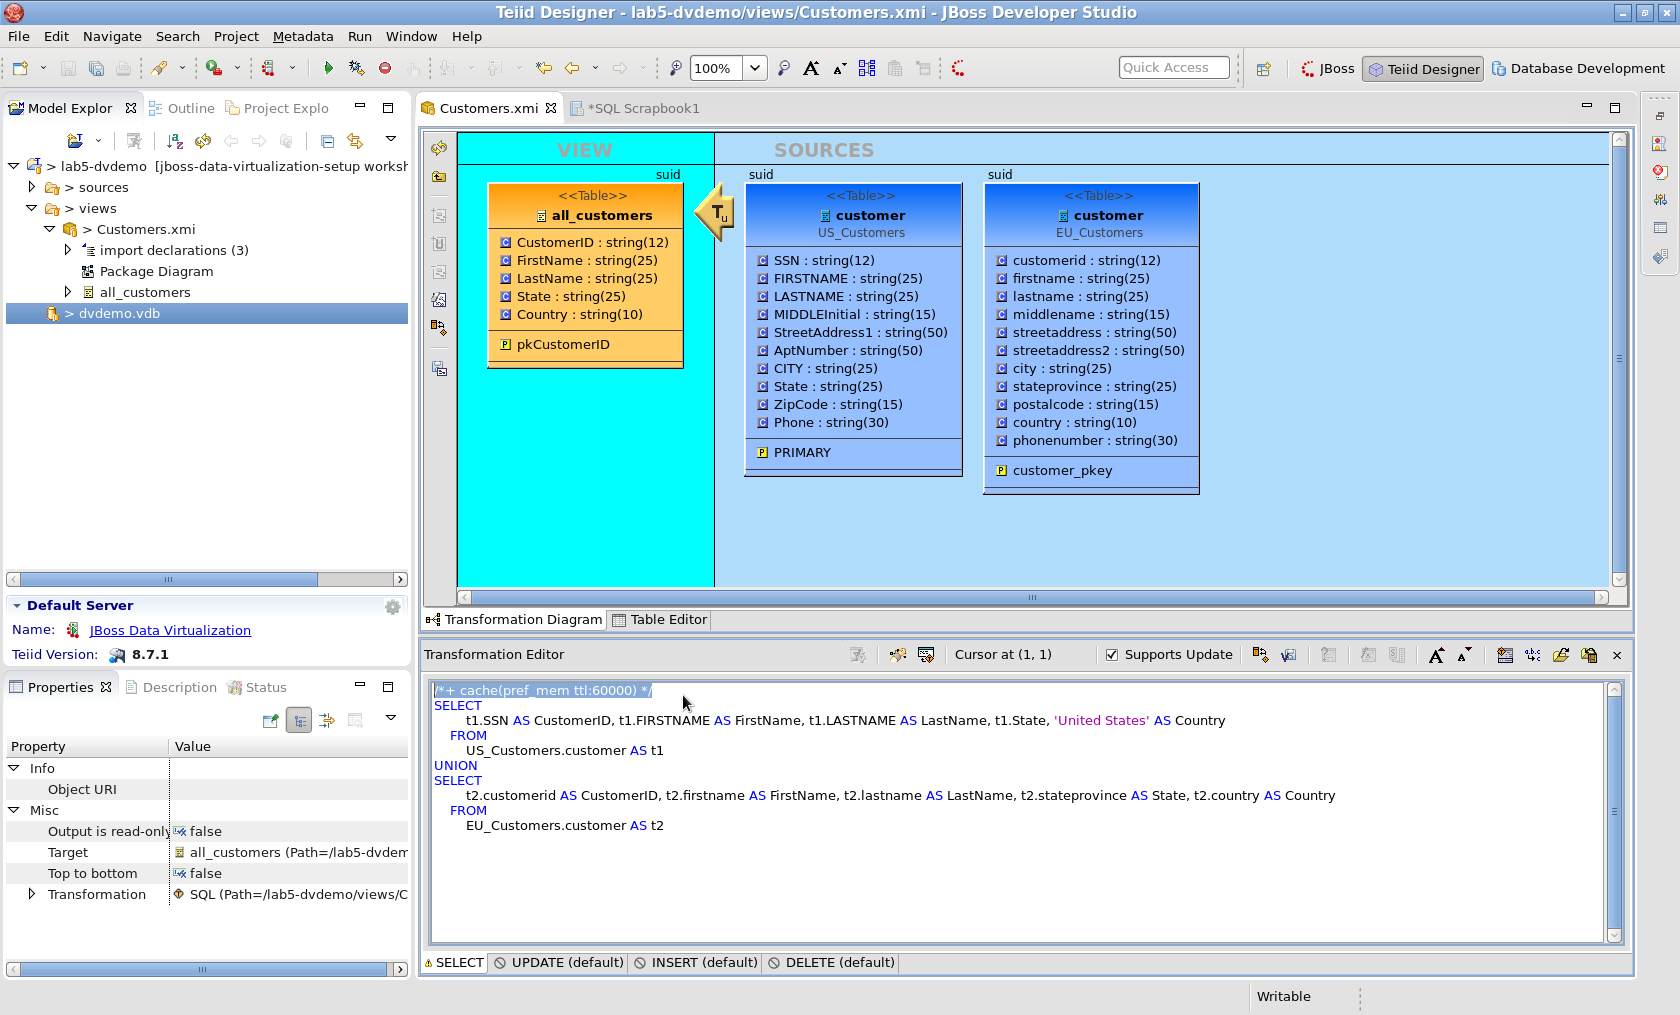 Teiid Designer - lab5-dvdemo/views/Customers.xmi - JBoss Developer Studio
File Edit Navigate Search Project Metadata Run Window Help
100%
Quick Access
JBoss
Teiid Designer
Database Development
Model Explor
Outline
Project Explo
> lab5-dvdemo [jboss-data-virtualization-setup worksh
> sources
> views
> Customers.xmi
import declarations (3)
Package Diagram
all_customers
> dvdemo.vdb
Default Server
Name: JBoss Data Virtualization
Teiid Version: 8.7.1
Properties
Description
Status
Property Value
Info
Object URI
Misc
Output is read-only false
Target all_customers (Path=/lab5-dvdem
Top to bottom false
Transformation SQL (Path=/lab5-dvdemo/views/C
Customers.xmi
*SQL Scrapbook1
VIEW
SOURCES
suid
<<Table>>
all_customers
CustomerID : string(12)
FirstName : string(25)
LastName : string(25)
State : string(25)
Country : string(10)
pkCustomerID
Tu
suid
<<Table>>
customer
US_Customers
SSN : string(12)
FIRSTNAME : string(25)
LASTNAME : string(25)
MIDDLEInitial : string(15)
StreetAddress1 : string(50)
AptNumber : string(50)
CITY : string(25)
State : string(25)
ZipCode : string(15)
Phone : string(30)
PRIMARY
suid
<<Table>>
customer
EU_Customers
customerid : string(12)
firstname : string(25)
lastname : string(25)
middlename : string(15)
streetaddress : string(50)
streetaddress2 : string(50)
city : string(25)
stateprovince : string(25)
postalcode : string(15)
country : string(10)
phonenumber : string(30)
customer_pkey
Transformation Diagram
Table Editor
Transformation Editor
Cursor at (1, 1)
Supports Update
/*+ cache(pref_mem ttl:60000) */
SELECT
t1.SSN AS CustomerID, t1.FIRSTNAME AS FirstName, t1.LASTNAME AS LastName, t1.State, 'United States' AS Country
FROM
US_Customers.customer AS t1
UNION
SELECT
t2.customerid AS CustomerID, t2.firstname AS FirstName, t2.lastname AS LastName, t2.stateprovince AS State, t2.country AS Country
FROM
EU_Customers.customer AS t2
SELECT
UPDATE (default)
INSERT (default)
DELETE (default)
Writable